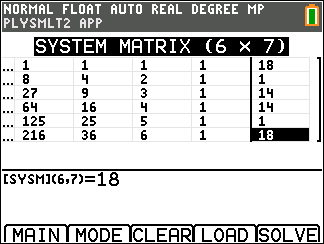 NORMAL FLOAT AUTO REAL DEGREE MP
PLYSMLT2 APP
SYSTEM MATRIX (6 × 7)
... 1 1 1 1 18
... 8 4 2 1 1
... 27 9 3 1 14
... 64 16 4 1 14
... 125 25 5 1 1
... 216 36 6 1 18
[SYSM](6,7)=18
MAIN MODE CLEAR LOAD SOLVE